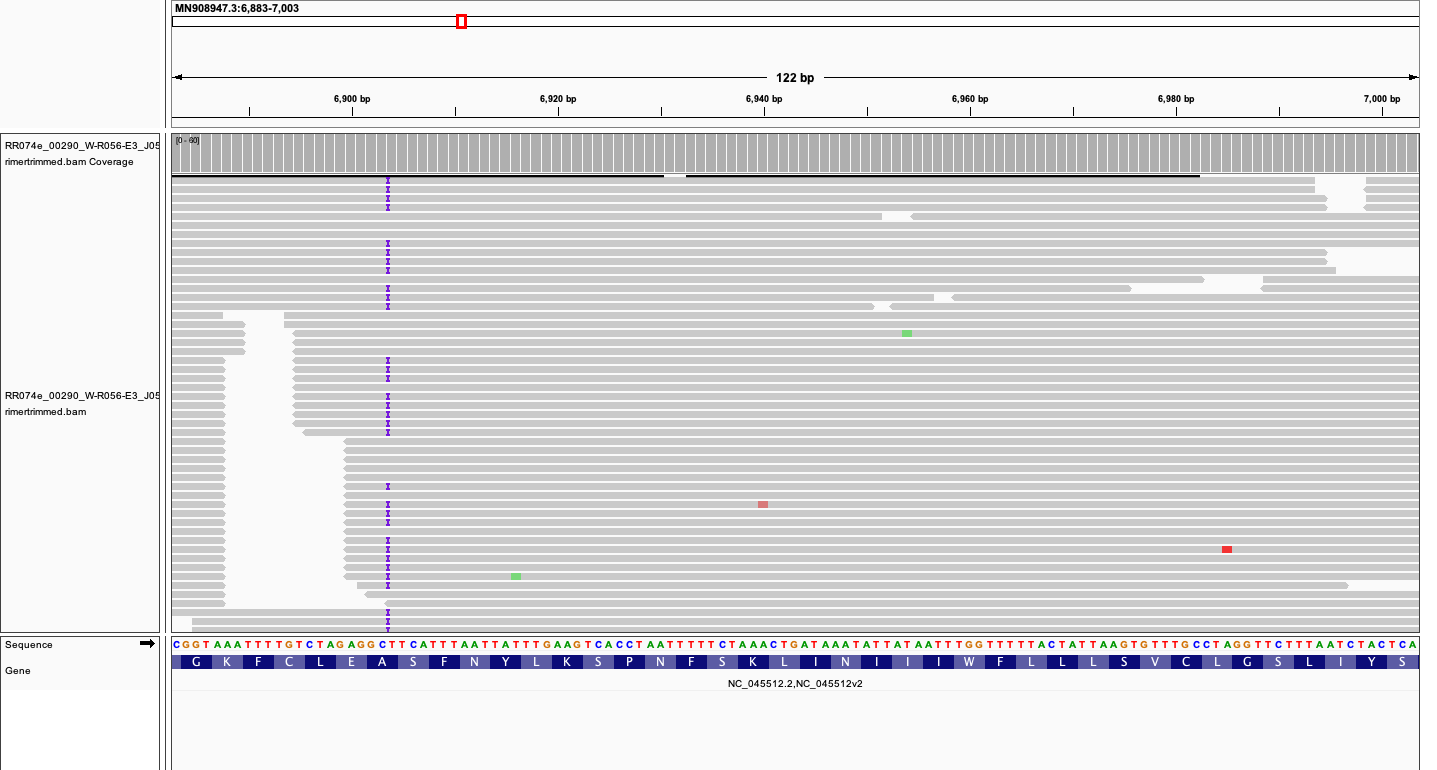 MN908947.3:6,883-7,003
122 bp
6,900 bp 6,920 bp 6,940 bp 6,960 bp 6,980 bp 7,000 bp
RR074e_00290_W-R056-E3_J05
rimertrimmed.bam Coverage
[0 - 60]
RR074e_00290_W-R056-E3_J05
rimertrimmed.bam
Sequence
C G G T A A A T T T T G T C T A G A G G C T T C A T T T A A T T A T T T G A A G T C A C C T A A T T T T T C T A A A C T G A T A A A T A T T A T A A T T T G G T T T T T A C T A T T A A G T G T T T G C C T A G G T T C T T T A A T C T A C T C A
Gene
G K F C L E A S F N Y L K S P N F S K L I N I I I W F L L L S V C L G S L I Y S
NC_045512.2,NC_045512v2